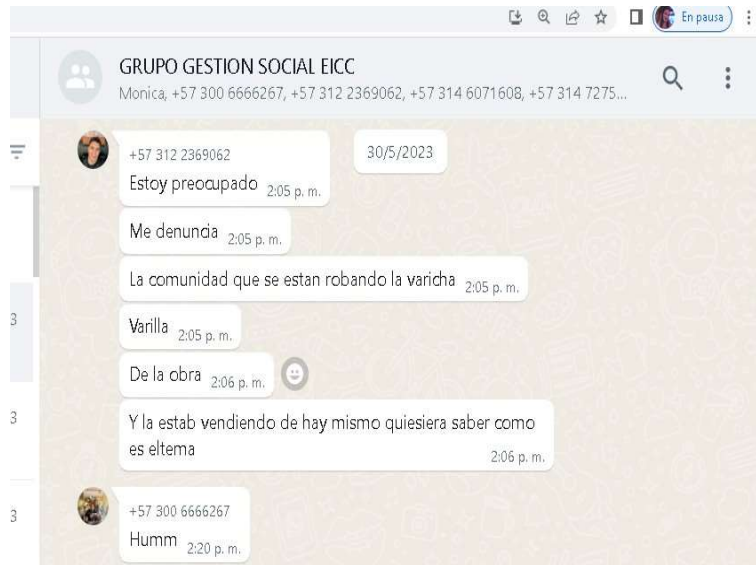 En pausa
GRUPO GESTION SOCIAL EICC
Monica, +57 300 6666267, +57 312 2369062, +57 314 6071608, +57 314 7275...
30/5/2023
+57 312 2369062
Estoy preocupado 2:05 p. m.
Me denuncia 2:05 p. m.
La comunidad que se estan robando la varicha 2:05 p. m.
3
Varilla 2:05 p. m.
De la obra 2:06 p. m.
3
Y la estab vendiendo de hay mismo quiesiera saber como
es eltema 2:06 p. m.
3
+57 300 6666267
Humm 2:20 p. m.